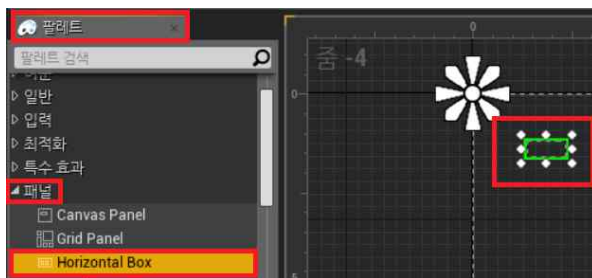 팔레트
팔레트 검색
줌 -4
0
0
일반
입력
최적화
특수 효과
패널
Canvas Panel
Grid Panel
Horizontal Box